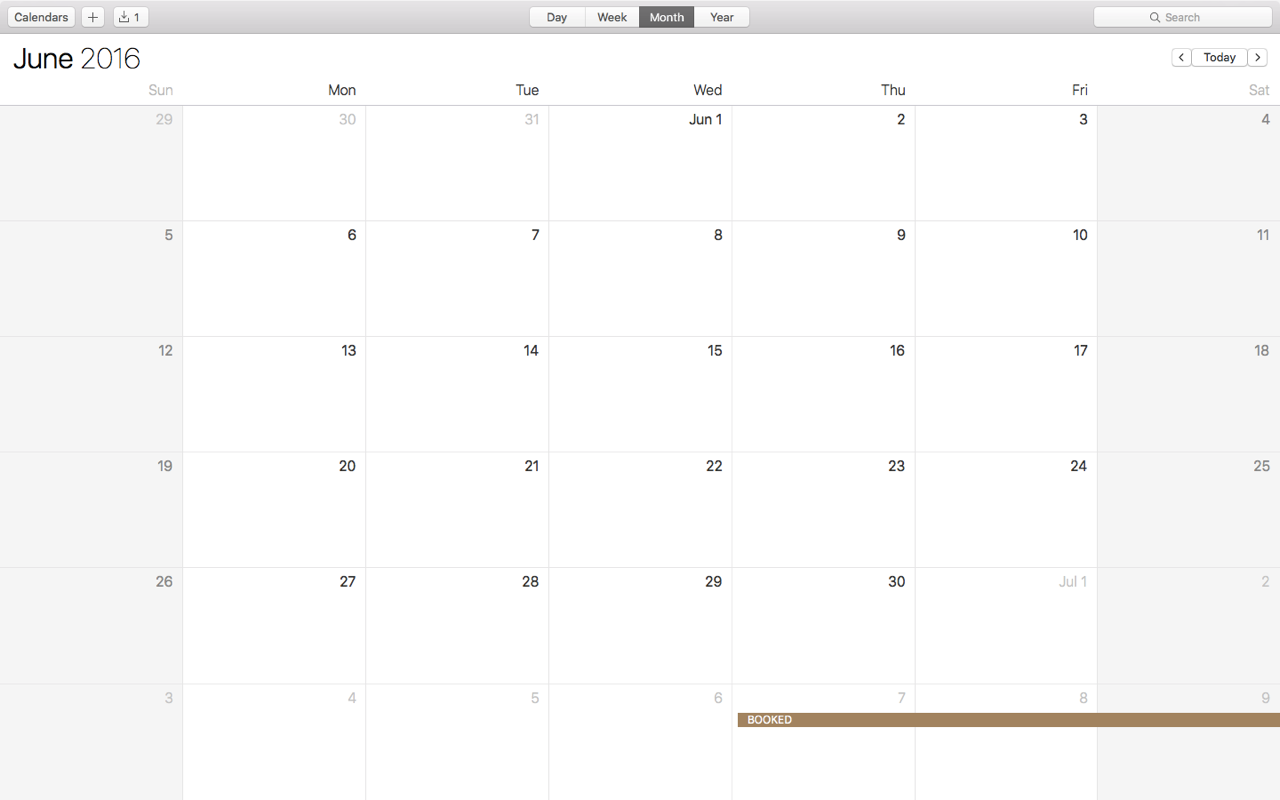 Calendars 1 Day Week Month Year Search
June 2016 Today
Sun Mon Tue Wed Thu Fri Sat
29 30 31 Jun 1 2 3 4
5 6 7 8 9 10 11
12 13 14 15 16 17 18
19 20 21 22 23 24 25
26 27 28 29 30 Jul 1 2
3 4 5 6 7 8 9
BOOKED